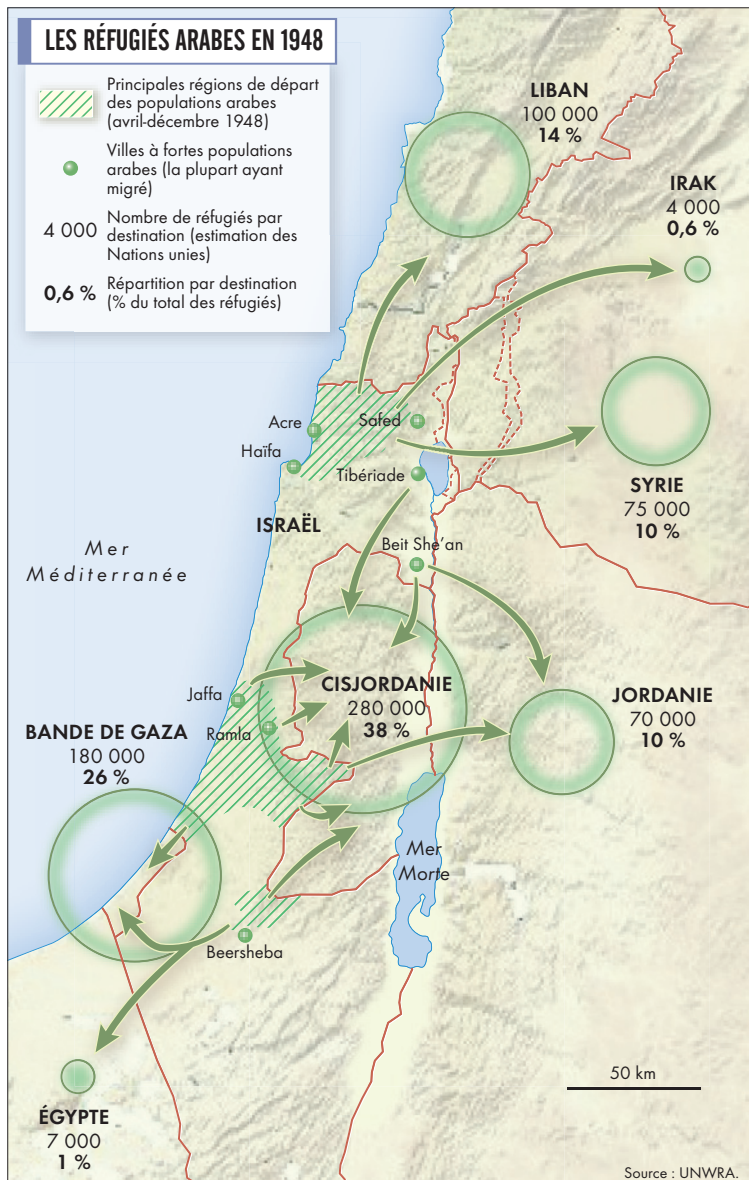 LES RÉFUGIÉS ARABES EN 1948
Principales régions de départ
des populations arabes
(avril-décembre 1948)
Villes à fortes populations
arabes (la plupart ayant
migré)
4 000
Nombre de réfugiés par
destination (estimation des
Nations unies)
0,6 %
Répartition par destination
(% du total des réfugiés)
LIBAN
100 000
14 %
IRAK
4 000
0,6 %
Acre
Safed
Haïfa
Tibériade
SYRIE
75 000
10 %
ISRAËL
Mer
Méditerranée
Beit She'an
Jaffa
CISJORDANIE
280 000
38 %
JORDANIE
70 000
10 %
BANDE DE GAZA
180 000
26 %
Ramla
Mer
Morte
Beersheba
50 km
ÉGYPTE
7 000
1 %
Source : UNWRA.